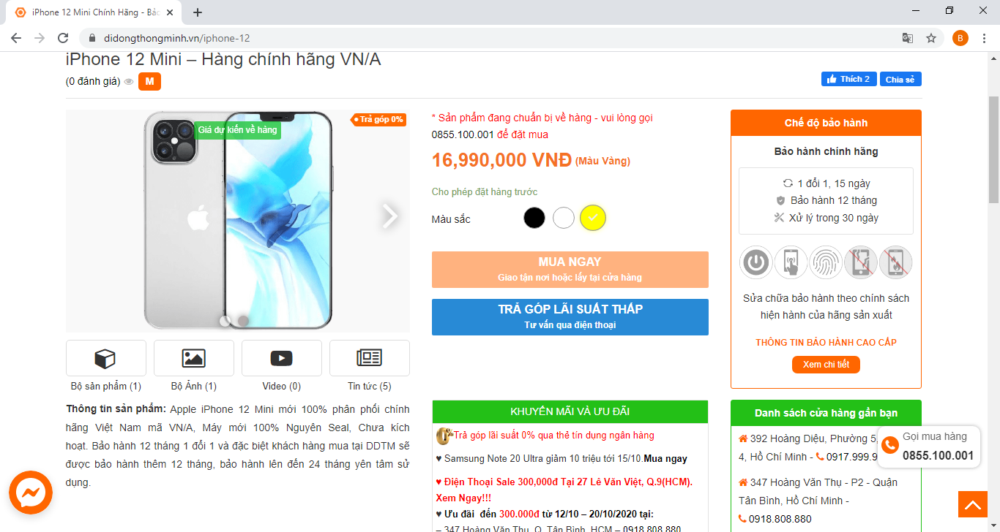 iPhone 12 Mini Chính Hãng - Bảo
didongthongminh.vn/iphone-12
B
iPhone 12 Mini – Hàng chính hãng VN/A
(0 đánh giá) M
Thích 2 Chia sẻ
Trả góp 0%
Giá dự kiến về hàng
Bộ sản phẩm (1) Bộ Ảnh (1) Video (0) Tin tức (5)
Thông tin sản phẩm: Apple iPhone 12 Mini mới 100% phân phối chính
hãng Việt Nam mã VN/A, Máy mới 100% Nguyên Seal, Chưa kích
hoạt. Bảo hành 12 tháng 1 đổi 1 và đặc biệt khách hàng mua tại DDTM sẽ
được bảo hành thêm 12 tháng, bảo hành lên đến 24 tháng yên tâm sử
dụng.
* Sản phẩm đang chuẩn bị về hàng - vui lòng gọi
0855.100.001 để đặt mua
16,990,000 VNĐ (Màu Vàng)
Cho phép đặt hàng trước
Màu sắc
MUA NGAY
Giao tận nơi hoặc lấy tại cửa hàng
TRẢ GÓP LÃI SUẤT THẤP
Tư vấn qua điện thoại
KHUYẾN MÃI VÀ ƯU ĐÃI
Trả góp lãi suất 0% qua thẻ tín dụng ngân hàng
♥ Samsung Note 20 Ultra giảm 10 triệu tới 15/10.Mua ngay
♥ Điện Thoại Sale 300,000đ Tại 27 Lê Văn Việt, Q.9(HCM).
Xem Ngay!!!
♥ Ưu đãi đến 300.000đ từ 12/10 – 20/10/2020 tại:
– 347 Hoàng Văn Thụ, Q. Tân Bình, HCM – 0918.808.880
Chế độ bảo hành
Bảo hành chính hãng
1 đổi 1, 15 ngày
Bảo hành 12 tháng
Xử lý trong 30 ngày
Sửa chữa bảo hành theo chính sách
hiện hành của hãng sản xuất
THÔNG TIN BẢO HÀNH CAO CẤP
Xem chi tiết
Danh sách cửa hàng gần bạn
392 Hoàng Diệu, Phường 5,
4, Hồ Chí Minh - 0917.999.9
347 Hoàng Văn Thụ - P2 - Quận
Tân Bình, Hồ Chí Minh -
0918.808.880
Gọi mua hàng
0855.100.001